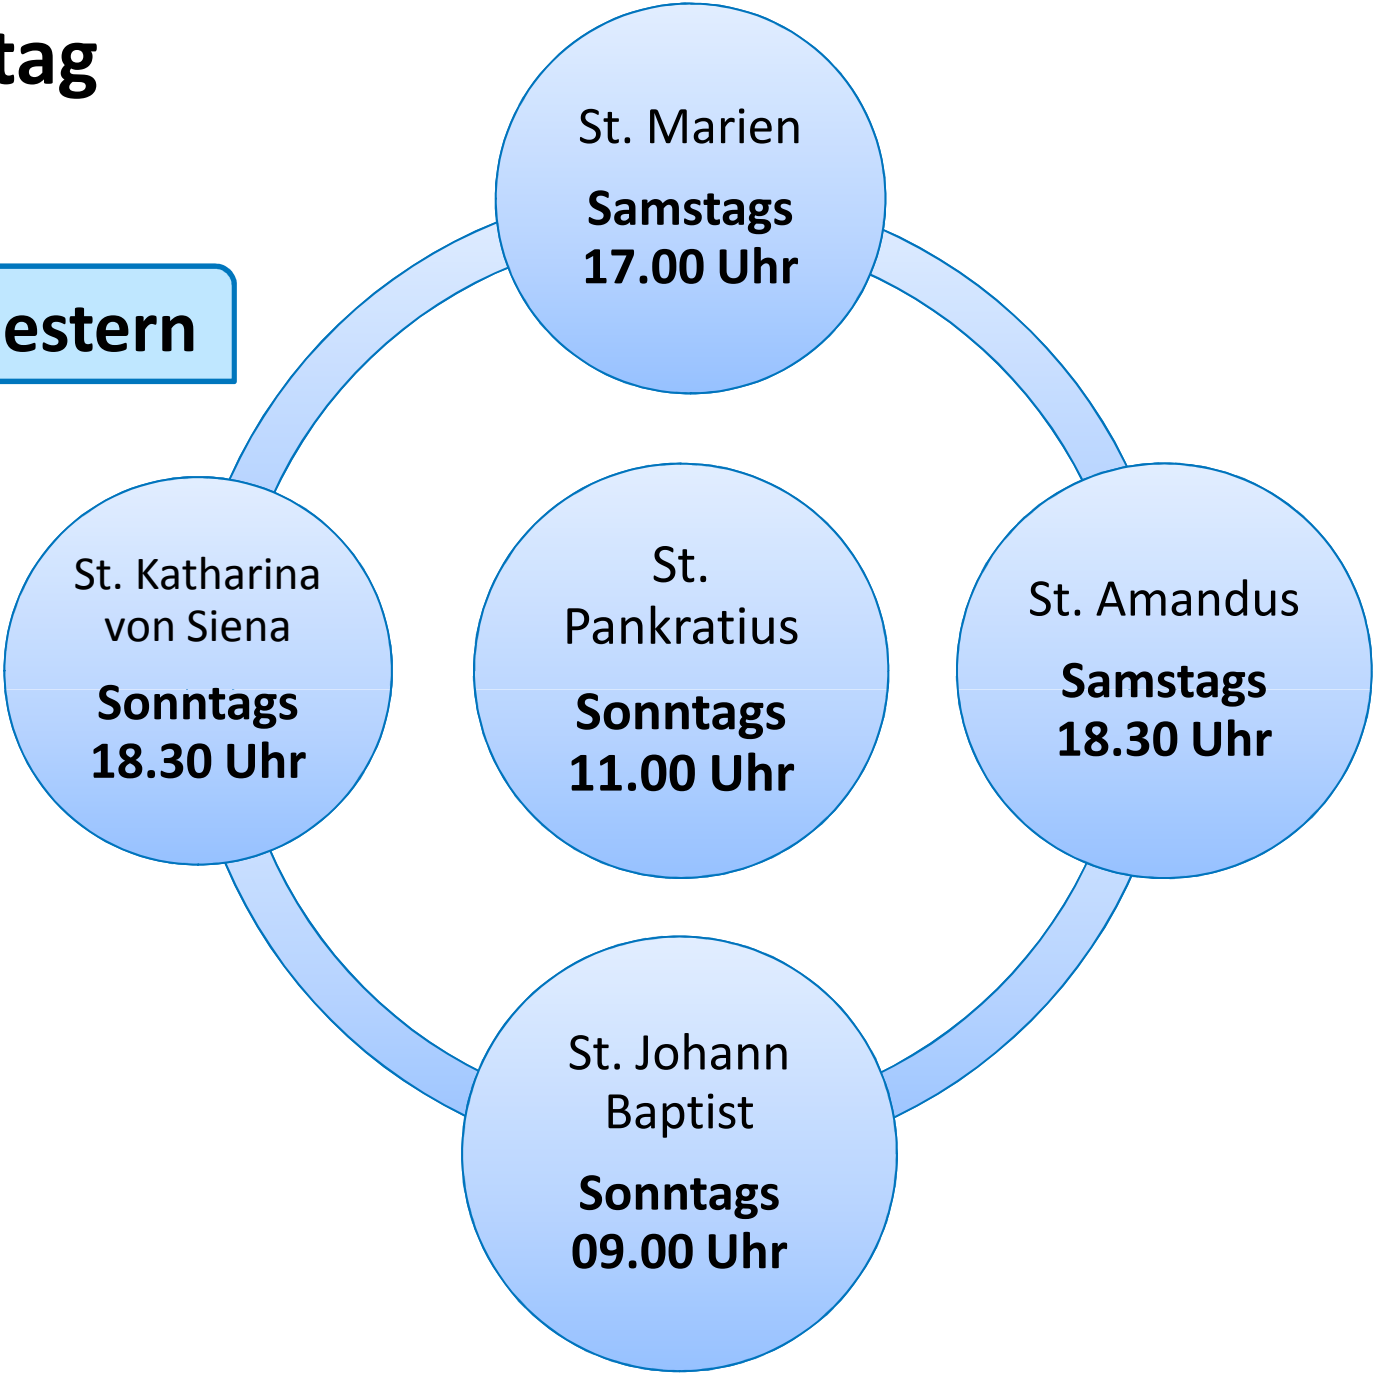 tag
estern
St. Marien
Samstags
17.00 Uhr
St. Katharina
von Siena
Sonntags
18.30 Uhr
St.
Pankratius
Sonntags
11.00 Uhr
St. Amandus
Samstags
18.30 Uhr
St. Johann
Baptist
Sonntags
09.00 Uhr